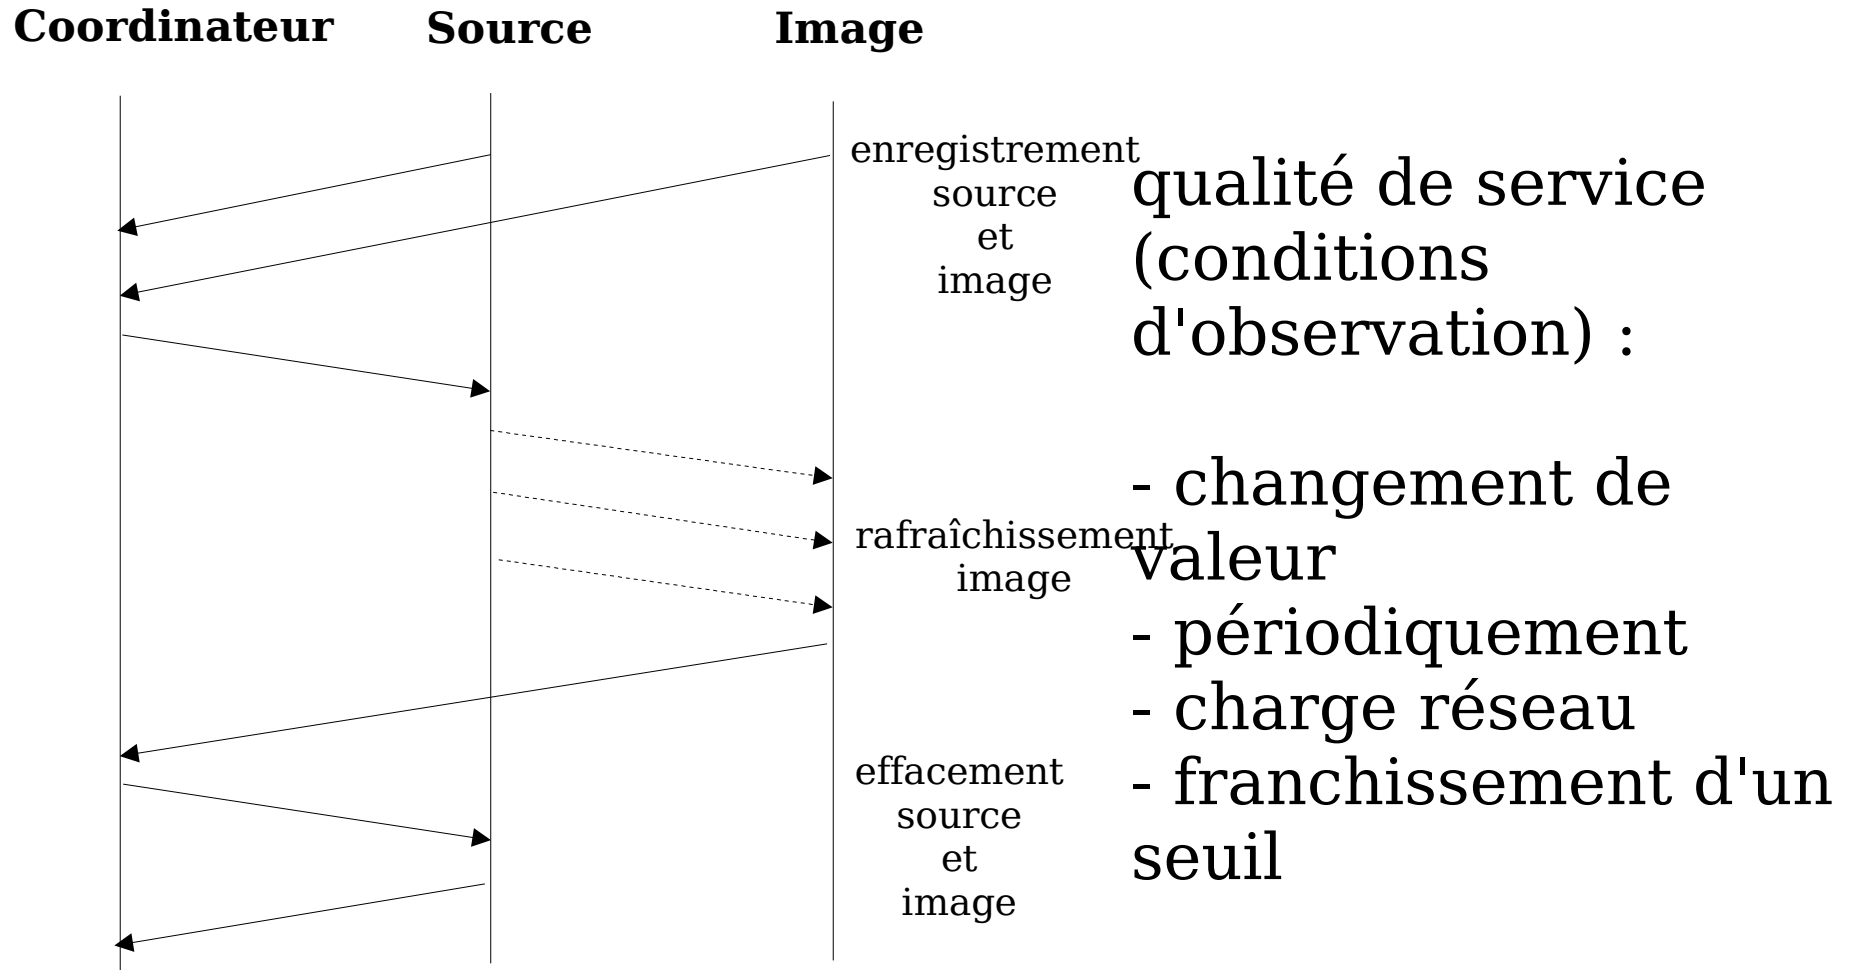 Coordinateur Source Image
enregistrement
source
et
image
rafraîchissement
image
effacement
source
et
image
qualité de service
(conditions
d'observation) :
- changement de
valeur
- périodiquement
- charge réseau
- franchissement d'un
seuil